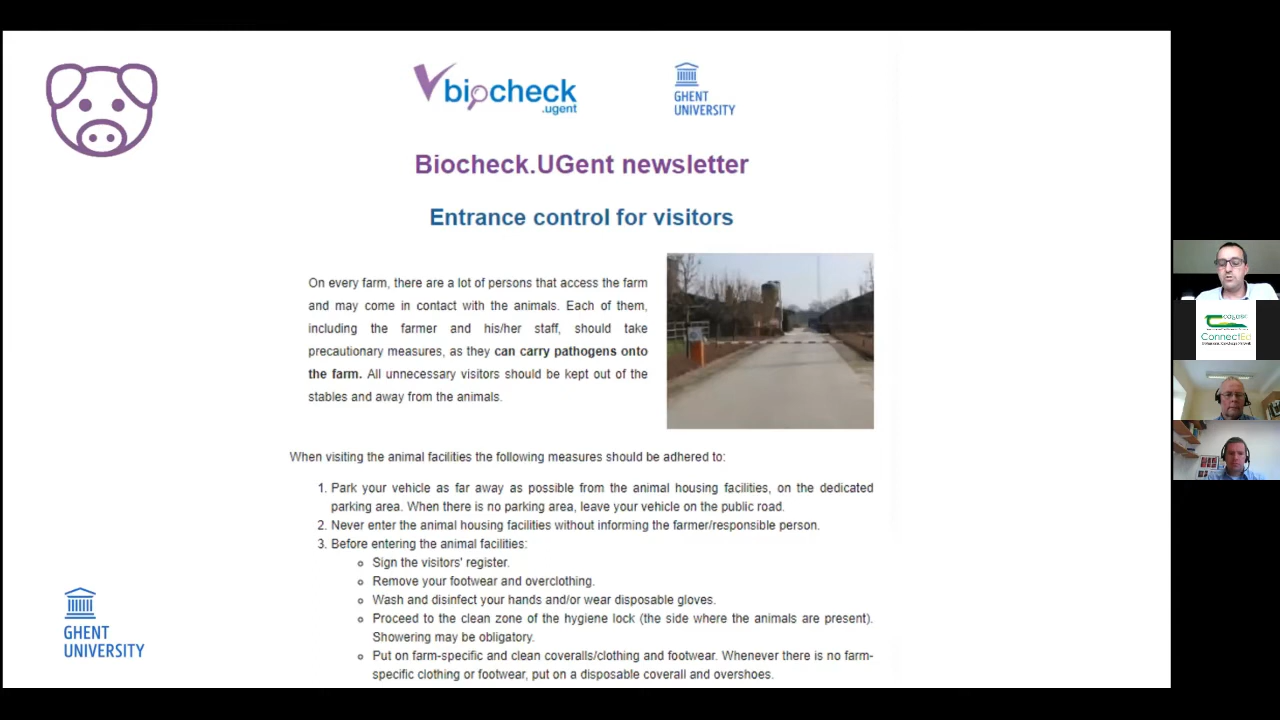 biocheck
.ugent
GHENT
UNIVERSITY
Biocheck.UGent newsletter
Entrance control for visitors
On every farm, there are a lot of persons that access the farm
and may come in contact with the animals. Each of them,
including the farmer and his/her staff, should take
precautionary measures, as they can carry pathogens onto
the farm. All unnecessary visitors should be kept out of the
stables and away from the animals.
When visiting the animal facilities the following measures should be adhered to:
1. Park your vehicle as far away as possible from the animal housing facilities, on the dedicated
parking area. When there is no parking area, leave your vehicle on the public road.
2. Never enter the animal housing facilities without informing the farmer/responsible person.
3. Before entering the animal facilities:
Sign the visitors' register.
Remove your footwear and overclothing.
Wash and disinfect your hands and/or wear disposable gloves.
Proceed to the clean zone of the hygiene lock (the side where the animals are present).
Showering may be obligatory.
Put on farm-specific and clean coveralls/clothing and footwear. Whenever there is no farm-
specific clothing or footwear, put on a disposable coverall and overshoes.
GHENT
UNIVERSITY
ConnectEd